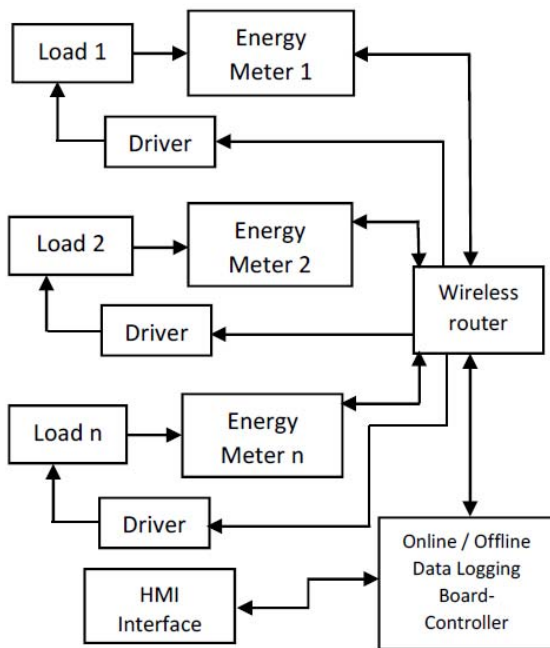 Load 1
Energy
Meter 1
Driver
Load 2
Energy
Meter 2
Driver
Wireless
router
Load n
Energy
Meter n
Driver
Online / Offline
Data Logging
Board-
Controller
HMI
Interface